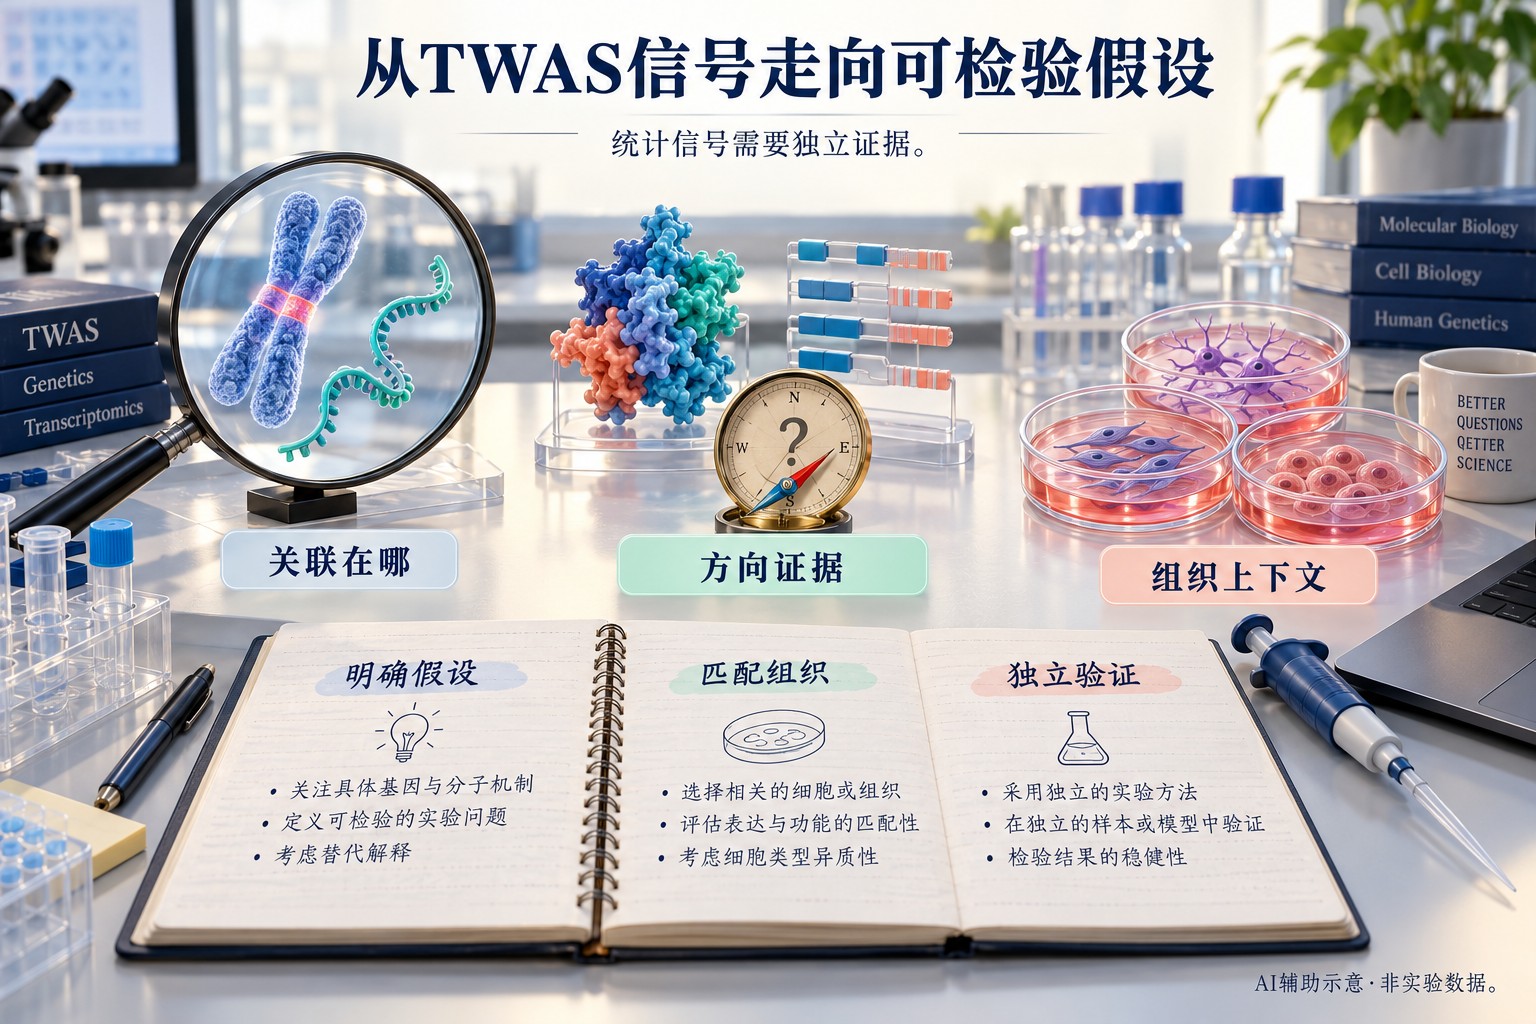 从TWAS信号走向可检验假设
统计信号需要独立证据。
TWAS
Genetics
Transcriptomics
Molecular Biology
Cell Biology
Human Genetics
BETTER
QUESTIONS
QETTER
SCIENCE
N
W
E
S
?
关联在哪
方向证据
组织上下文
明确假设
• 关注具体基因与分子机制
• 定义可检验的实验问题
• 考虑替代解释
匹配组织
• 选择相关的细胞或组织
• 评估表达与功能的匹配性
• 考虑细胞类型异质性
独立验证
• 采用独立的实验方法
• 在独立的样本或模型中验证
• 检验结果的稳健性
AI辅助示意·非实验数据。